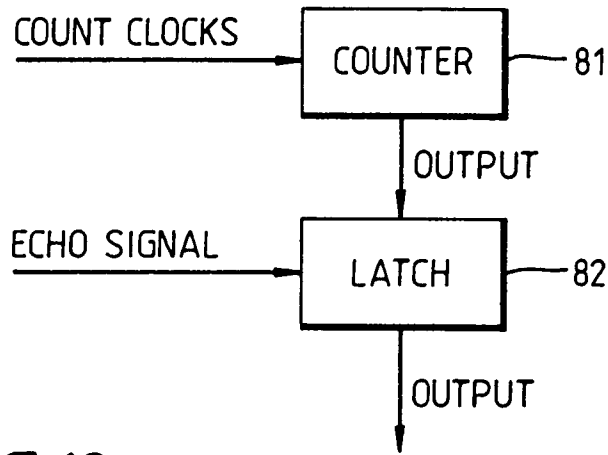 COUNT CLOCKS
COUNTER
81
OUTPUT
ECHO SIGNAL
LATCH
82
OUTPUT